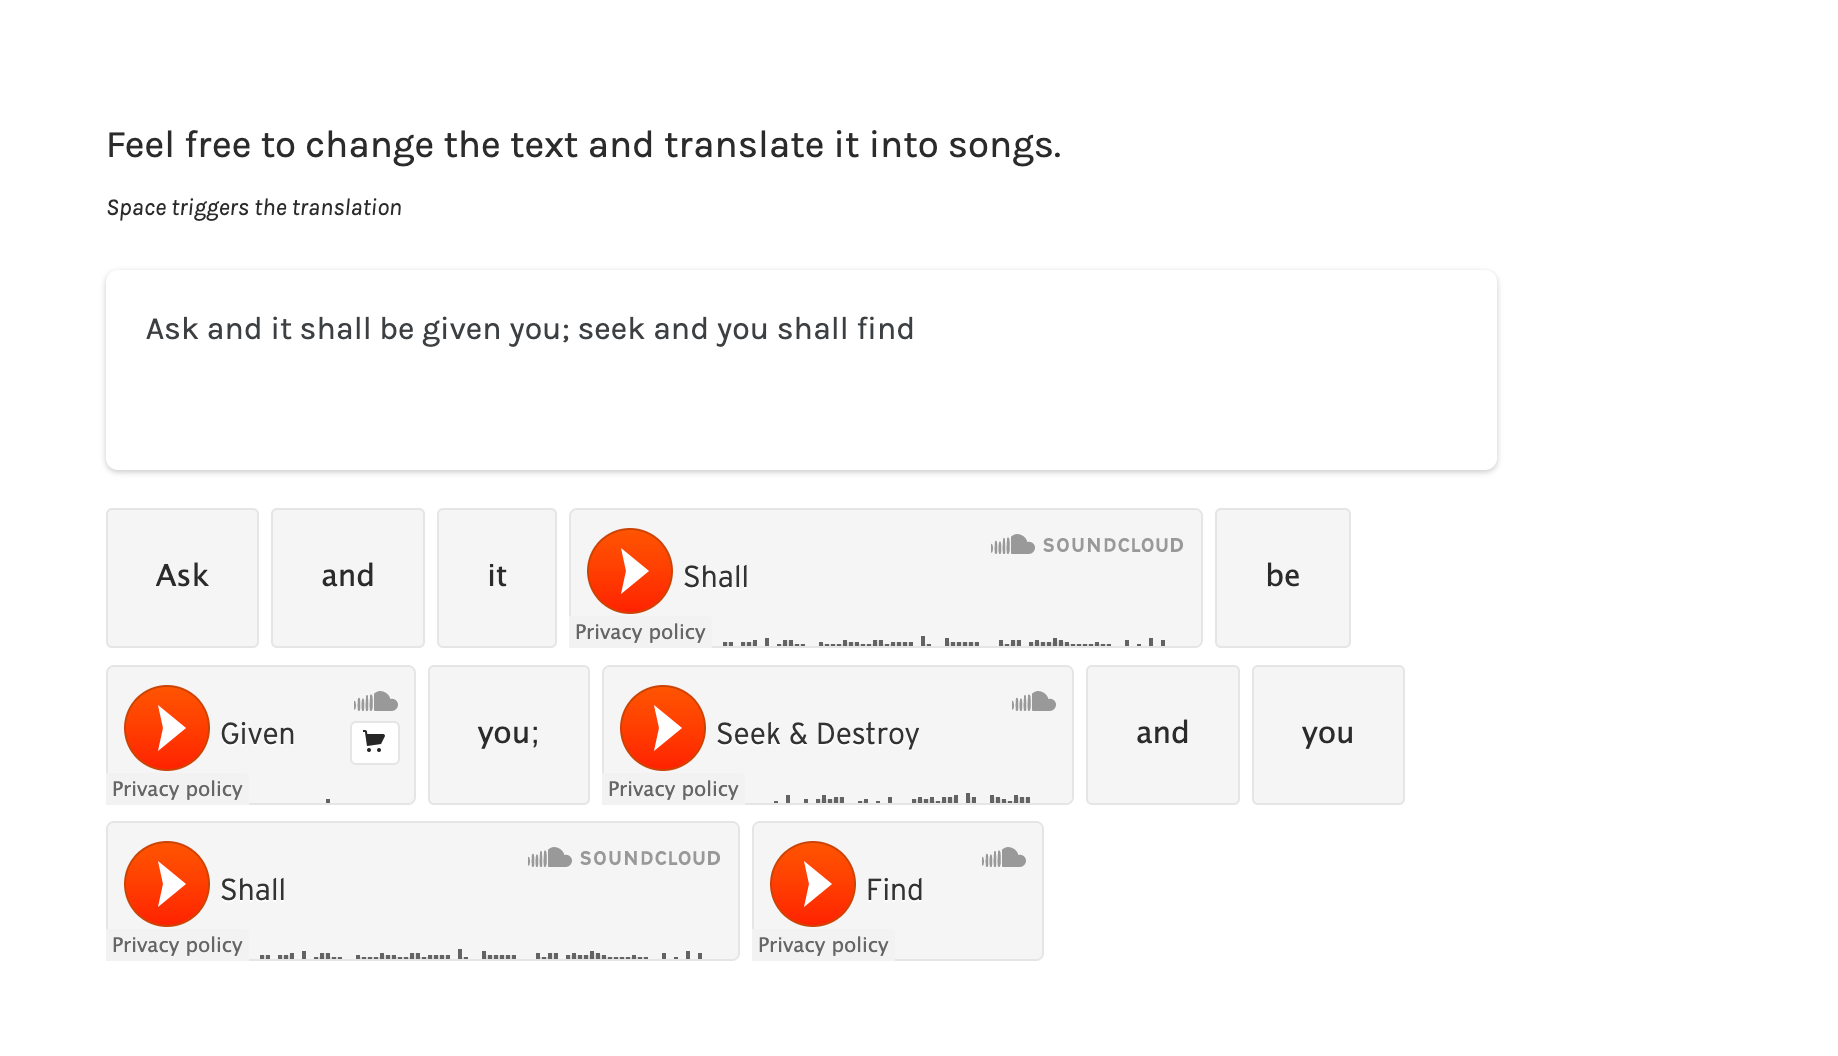 Feel free to change the text and translate it into songs.
Space triggers the translation
Ask and it shall be given you; seek and you shall find
Ask and it Shall SOUNDCLOUD Privacy policy be
Given Privacy policy you; Seek & Destroy Privacy policy and you
Shall SOUNDCLOUD Privacy policy Find Privacy policy